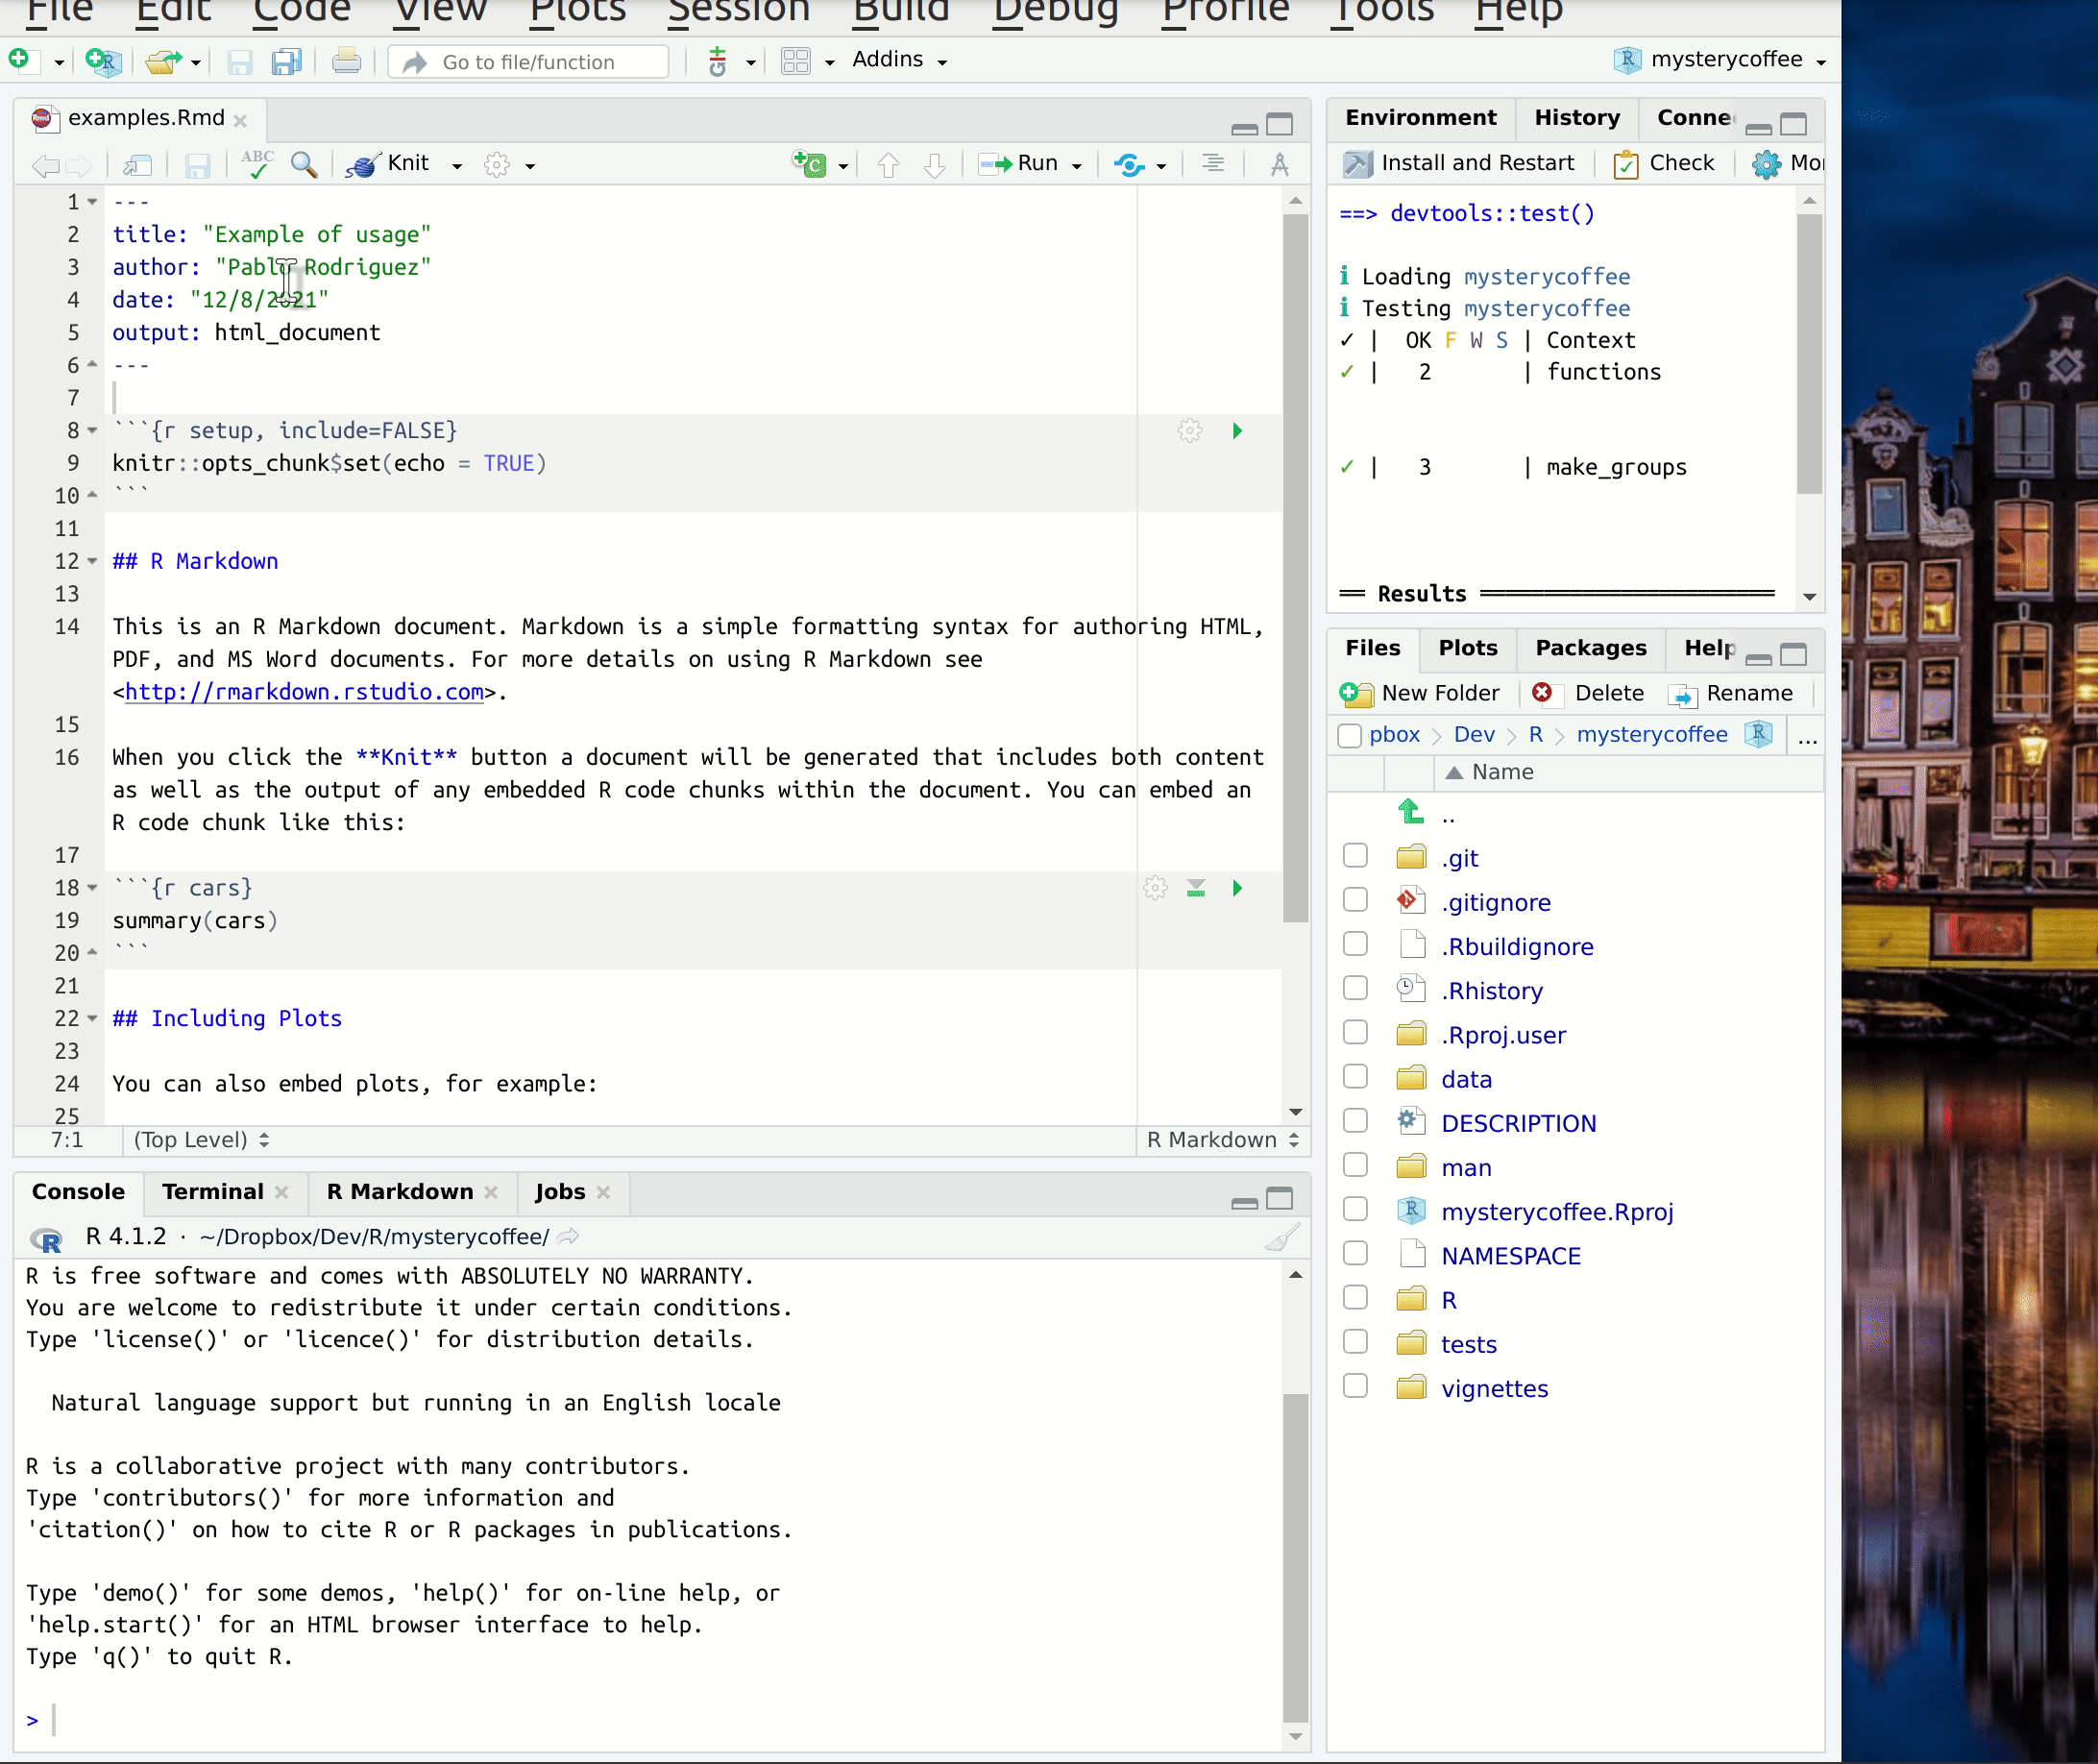 File Edit Code View Plots Session Build Debug Profile Tools Help
Go to file/function Addins mysterycoffee
examples.Rmd
ABC Knit Run
1 ---
2 title: "Example of usage"
3 author: "Pablo Rodriguez"
4 date: "12/8/2021"
5 output: html_document
6 ---
7
8 ```{r setup, include=FALSE}
9 knitr::opts_chunk$set(echo = TRUE)
10 ```
11
12 ## R Markdown
13
14 This is an R Markdown document. Markdown is a simple formatting syntax for authoring HTML,
PDF, and MS Word documents. For more details on using R Markdown see
<http://rmarkdown.rstudio.com>.
15
16 When you click the **Knit** button a document will be generated that includes both content
as well as the output of any embedded R code chunks within the document. You can embed an
R code chunk like this:
17
18 ```{r cars}
19 summary(cars)
20 ```
21
22 ## Including Plots
23
24 You can also embed plots, for example:
25
7:1 (Top Level) R Markdown
Console Terminal R Markdown Jobs
R 4.1.2 · ~/Dropbox/Dev/R/mysterycoffee/
R is free software and comes with ABSOLUTELY NO WARRANTY.
You are welcome to redistribute it under certain conditions.
Type 'license()' or 'licence()' for distribution details.
Natural language support but running in an English locale
R is a collaborative project with many contributors.
Type 'contributors()' for more information and
'citation()' on how to cite R or R packages in publications.
Type 'demo()' for some demos, 'help()' for on-line help, or
'help.start()' for an HTML browser interface to help.
Type 'q()' to quit R.
>
Environment History Conne
Install and Restart Check Mor
==> devtools::test()
ℹ Loading mysterycoffee
ℹ Testing mysterycoffee
✓ | OK F W S | Context
✓ | 2 | functions
✓ | 3 | make_groups
== Results =======================
Files Plots Packages Help
New Folder Delete Rename
pbox > Dev > R > mysterycoffee ...
Name
..
.git
.gitignore
.Rbuildignore
.Rhistory
.Rproj.user
data
DESCRIPTION
man
mysterycoffee.Rproj
NAMESPACE
R
tests
vignettes